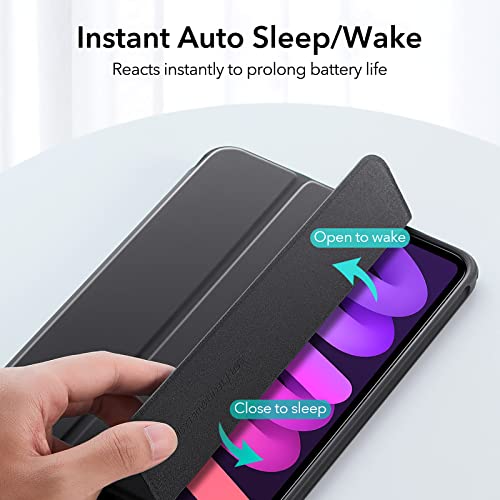 Instant Auto Sleep/Wake
Reacts instantly to prolong battery life
Open to wake
Close to sleep